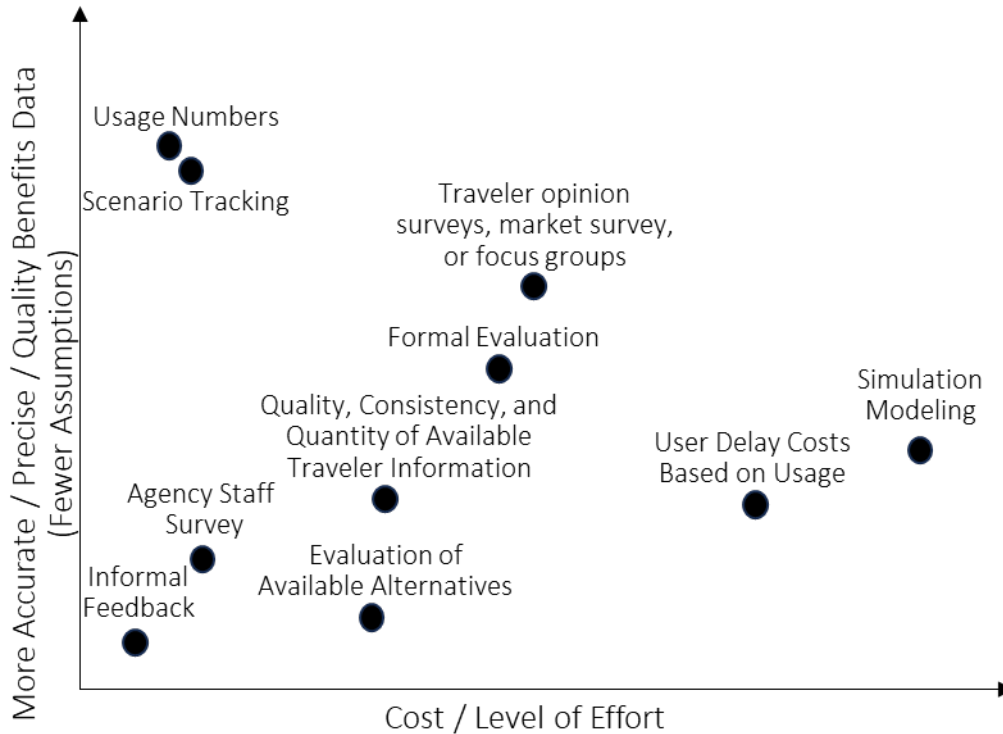 More Accurate / Precise / Quality Benefits Data
(Fewer Assumptions)
Usage Numbers
Scenario Tracking
Traveler opinion
surveys, market survey,
or focus groups
Formal Evaluation
Quality, Consistency, and
Quantity of Available
Traveler Information
Simulation
Modeling
User Delay Costs
Based on Usage
Agency Staff
Survey
Evaluation of
Available Alternatives
Informal
Feedback
Cost / Level of Effort